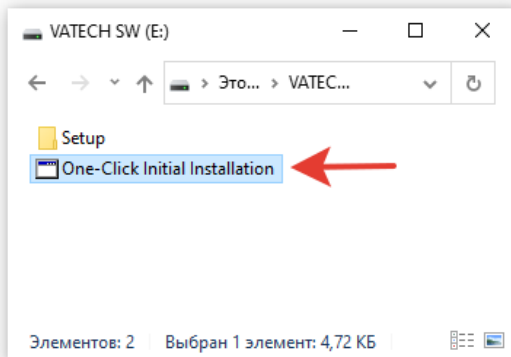 VATECH SW (E:)
Это... VATEC...
Setup
One-Click Initial Installation
Элементов: 2 Выбран 1 элемент: 4,72 КБ